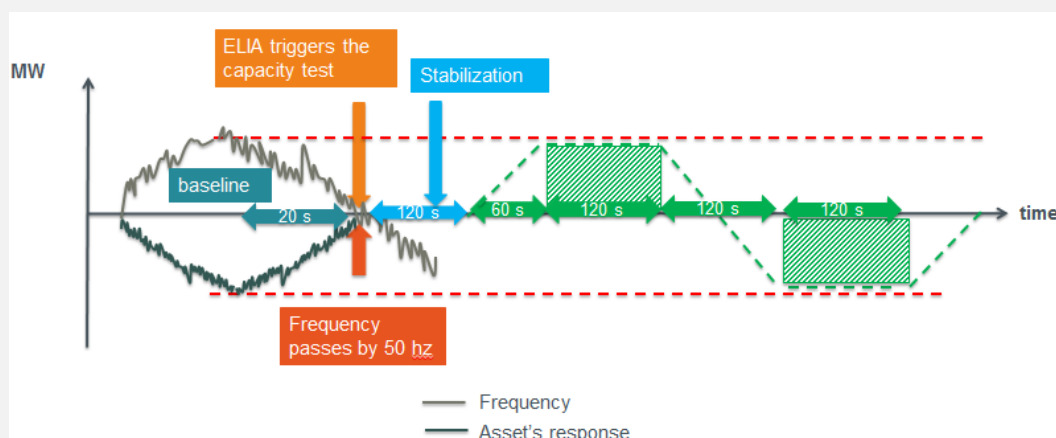 ELIA triggers the
capacity test
MW
Stabilization
baseline
20 s
120 s
60 s
120 s
120 s
120 s
time
Frequency
passes by 50 hz
Frequency
Asset's response